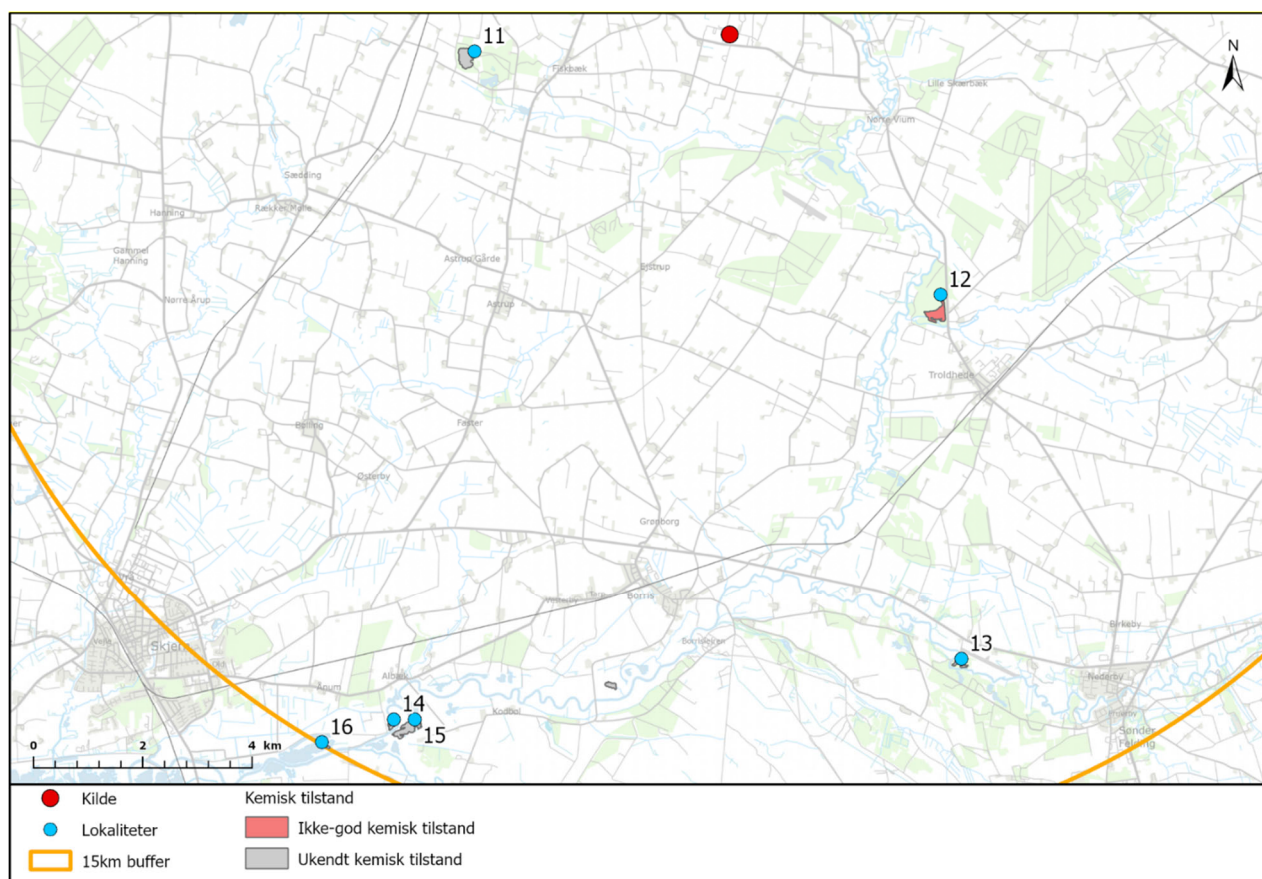 11
N
Fiskbæk
Lille Skærbæk
Nørre Vium
Sædding
Rækker Mølle
Hanning
Gammel
Hanning
Astrup Gårde
Ejstrup
12
Nørre Årup
Astrup
Troldhede
Bølling
Faster
Østerby
Grønborg
Borris
Birkeby
13
Skjern
Nederby
Ånum
Albæk
14
15
16
Sønder
Felding
0 2 4 km
Kilde
Kemisk tilstand
Lokaliteter
Ikke-god kemisk tilstand
15km buffer
Ukendt kemisk tilstand